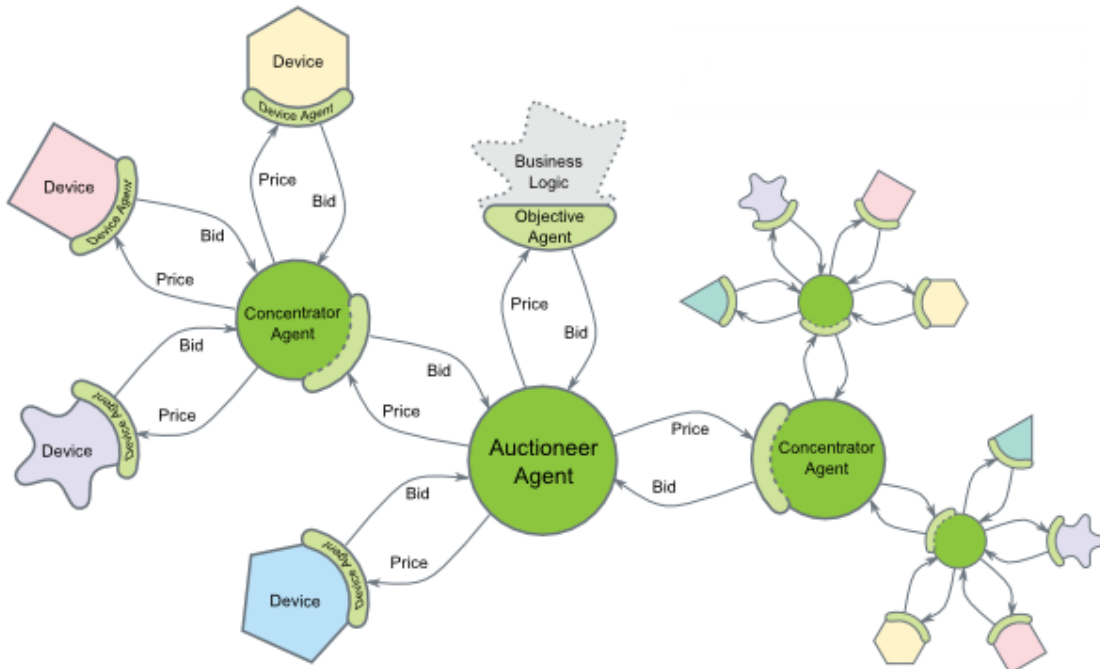 Device
Device Agent
Price
Bid
Device
Device Agent
Bid
Price
Concentrator
Agent
Bid
Price
Device Agent
Device
Business
Logic
Objective
Agent
Price
Bid
Bid
Price
Auctioneer
Agent
Price
Bid
Concentrator
Agent
Bid
Price
Device Agent
Device